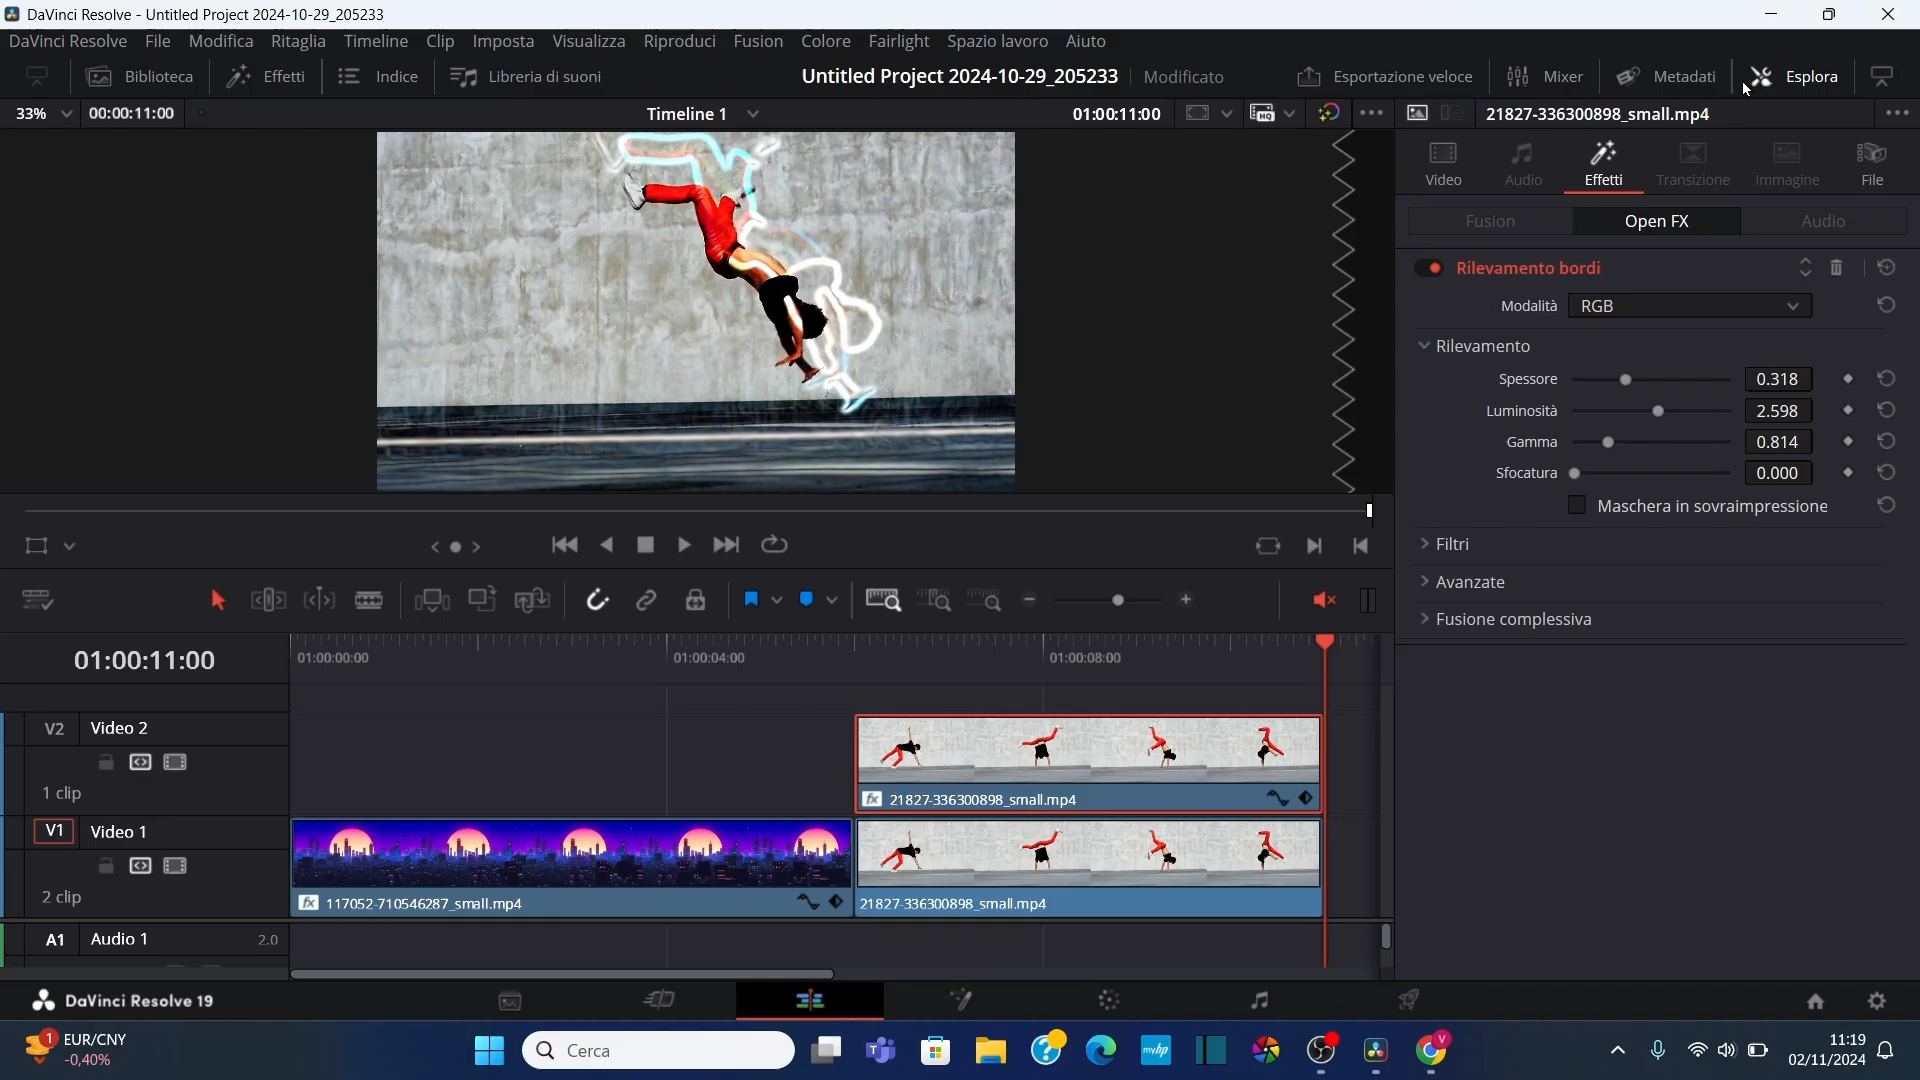 DaVinci Resolve - Untitled Project 2024-10-29_205233
DaVinci Resolve File Modifica Ritaglia Timeline Clip Imposta Visualizza Riproduci Fusion Colore Fairlight Spazio lavoro Aiuto
Biblioteca Effetti Indice Libreria di suoni Untitled Project 2024-10-29_205233 Modificato Esportazione veloce Mixer Metadati Esplora
33% 00:00:11:00 Timeline 1 01:00:11:00 HQ 21827-336300898_small.mp4
Video Audio Effetti Transizione Immagine File
Fusion Open FX Audio
Rilevamento bordi
Modalità RGB
Rilevamento
Spessore 0.318
Luminosità 2.598
Gamma 0.814
Sfocatura 0.000
Maschera in sovraimpressione
Filtri
Avanzate
Fusione complessiva
01:00:11:00 01:00:00:00 01:00:04:00 01:00:08:00
V2 Video 2
1 clip
fx 21827-336300898_small.mp4
V1 Video 1
2 clip
fx 117052-710546287_small.mp4 21827-336300898_small.mp4
A1 Audio 1 2.0
DaVinci Resolve 19
1 EUR/CNY
-0,40%
Cerca
myhp
V
11:19
02/11/2024